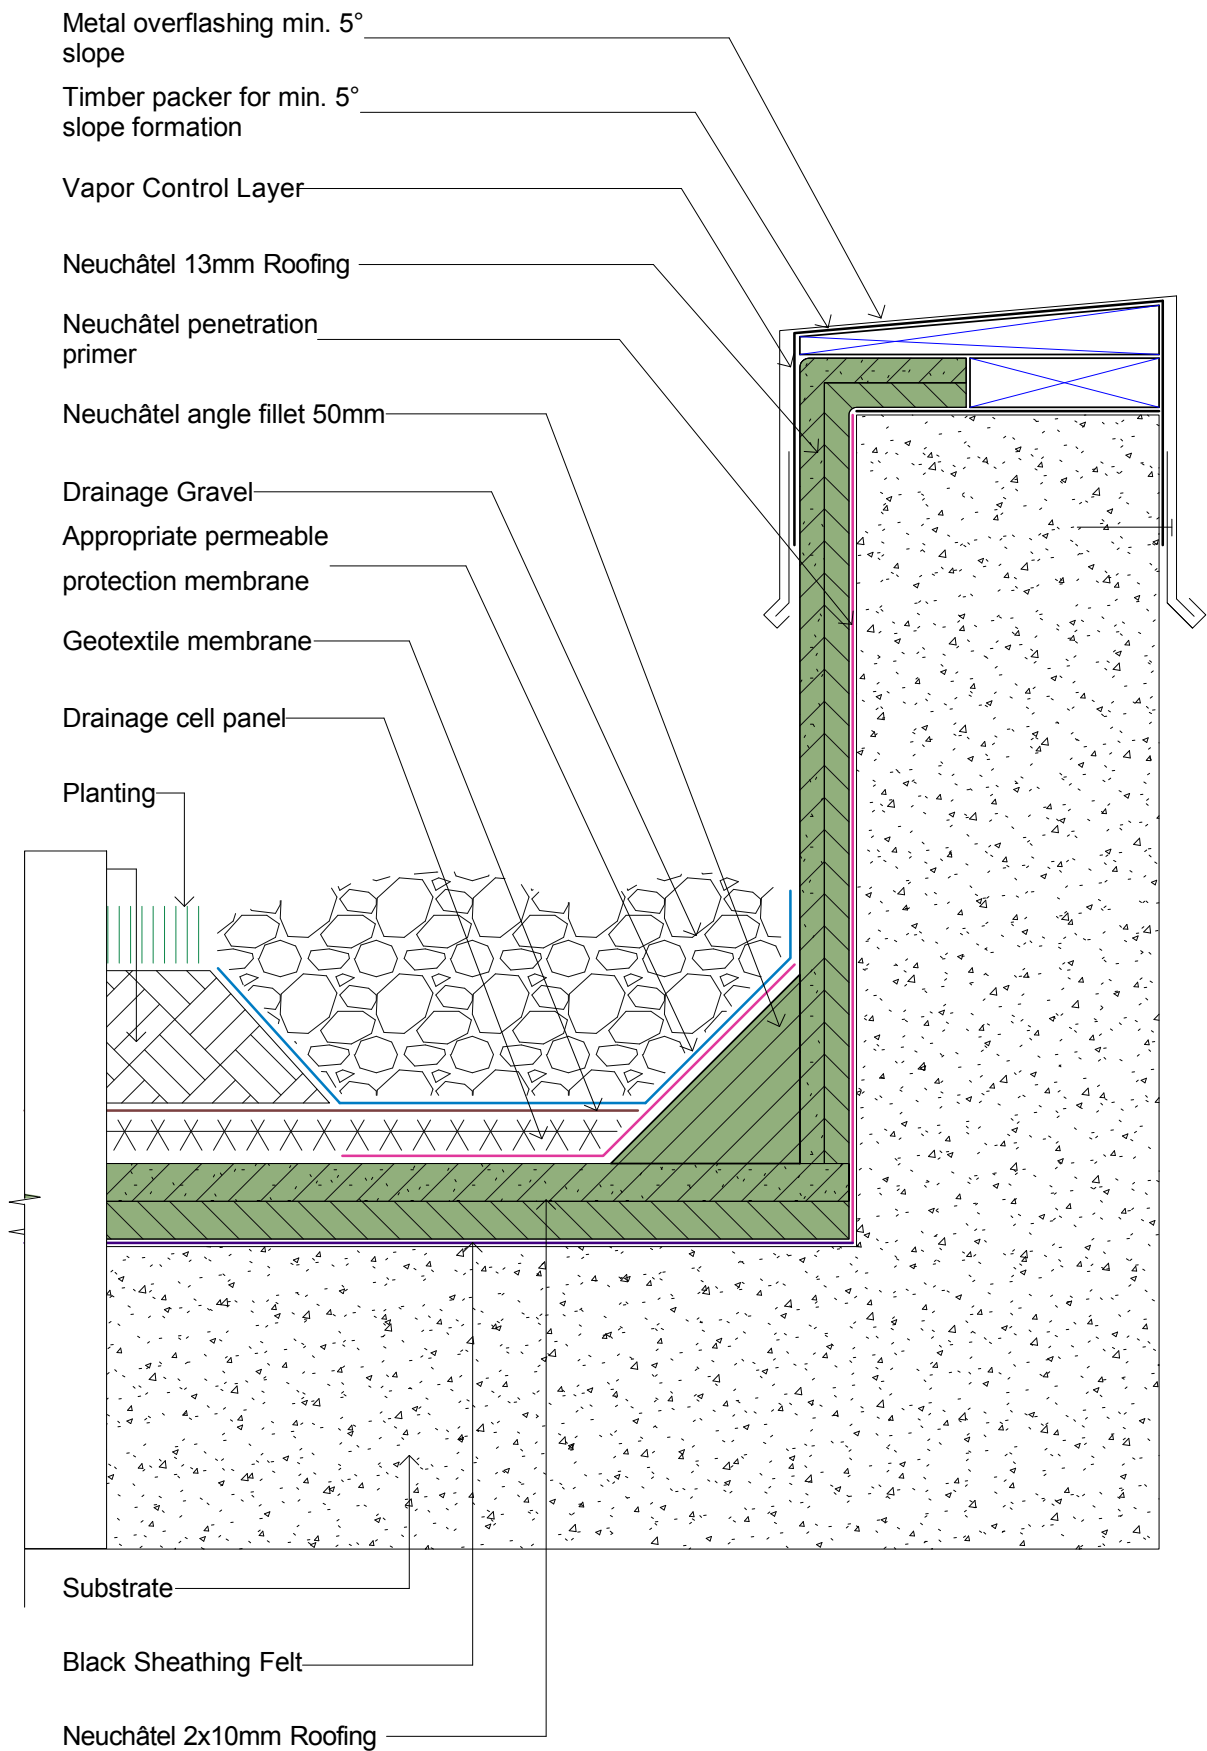 Metal overflashing min. 5°
slope
Timber packer for min. 5°
slope formation
Vapor Control Layer
Neuchâtel 13mm Roofing
Neuchâtel penetration
primer
Neuchâtel angle fillet 50mm
Drainage Gravel
Appropriate permeable
protection membrane
Geotextile membrane
Drainage cell panel
Planting
Substrate
Black Sheathing Felt
Neuchâtel 2x10mm Roofing